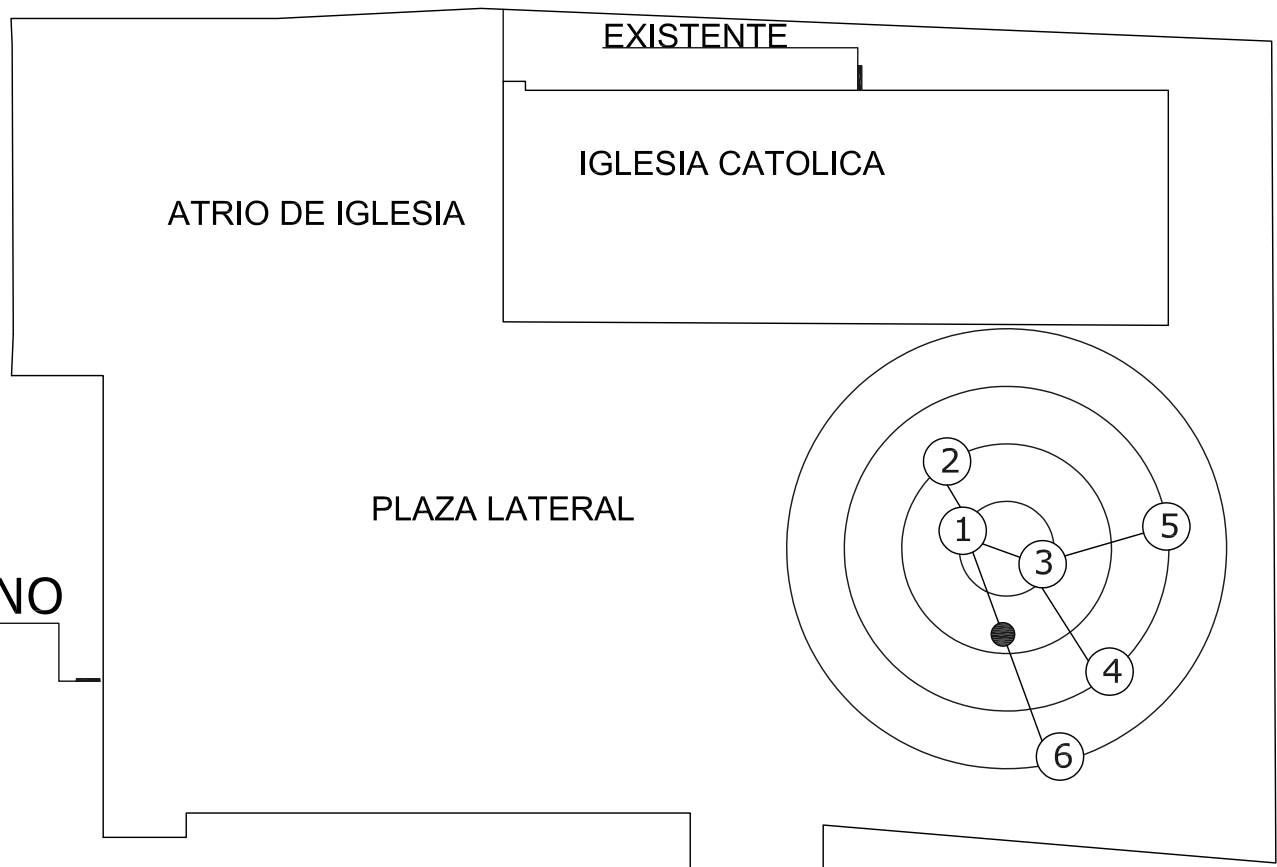 EXISTENTE
IGLESIA CATOLICA
ATRIO DE IGLESIA
2
PLAZA LATERAL
1
5
3
NO
4
6